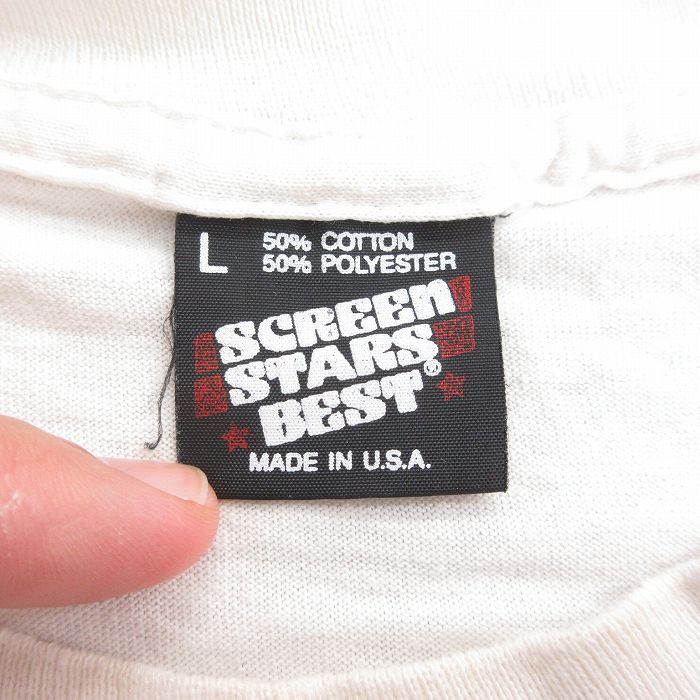 L 50% COTTON
50% POLYESTER
SCREEN
STARS
BEST®
MADE IN U.S.A.